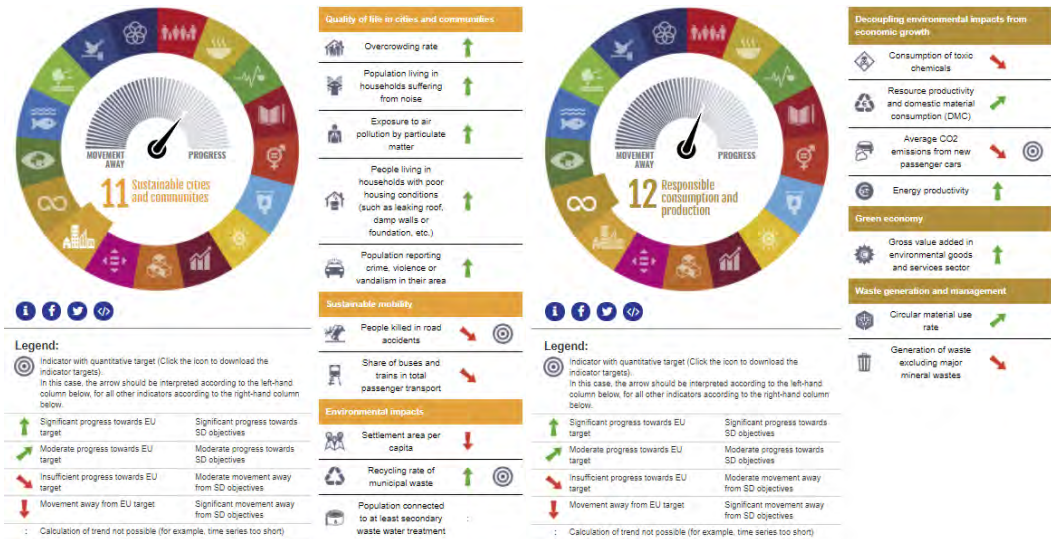 MOVEMENT
AWAY
PROGRESS
11 Sustainable cities
and communities
Legend:
Indicator with quantitative target (Click the icon to download the
indicator targets).
In this case, the arrow should be interpreted according to the left-hand
column below, for all other indicators according to the right-hand column
below.
Significant progress towards EU
target
Significant progress towards
SD objectives
Moderate progress towards EU
target
Moderate progress towards
SD objectives
Insufficient progress towards EU
target
Moderate movement away
from SD objectives
Movement away from EU target
Significant movement away
from SD objectives
: Calculation of trend not possible (for example, time series too short)
Quality of life in cities and communities
Overcrowding rate
Population living in
households suffering
from noise
Exposure to air
pollution by particulate
matter
People living in
households with poor
housing conditions
(such as leaking roof,
damp walls or
foundation, etc.)
Population reporting
crime, violence or
vandalism in their area
Sustainable mobility
People killed in road
accidents
Share of buses and
trains in total
passenger transport
Environmental impacts
Settlement area per
capita
Recycling rate of
municipal waste
Population connected
to at least secondary
waste water treatment
:
MOVEMENT
AWAY
PROGRESS
12 Responsible
consumption and
production
Legend:
Indicator with quantitative target (Click the icon to download the
indicator targets).
In this case, the arrow should be interpreted according to the left-hand
column below, for all other indicators according to the right-hand column
below.
Significant progress towards EU
target
Significant progress towards
SD objectives
Moderate progress towards EU
target
Moderate progress towards
SD objectives
Insufficient progress towards EU
target
Moderate movement away
from SD objectives
Movement away from EU target
Significant movement away
from SD objectives
: Calculation of trend not possible (for example, time series too short)
Decoupling environmental impacts from
economic growth
Consumption of toxic
chemicals
Resource productivity
and domestic material
consumption (DMC)
Average CO2
emissions from new
passenger cars
Energy productivity
Green economy
Gross value added in
environmental goods
and services sector
Waste generation and management
Circular material use
rate
Generation of waste
excluding major
mineral wastes